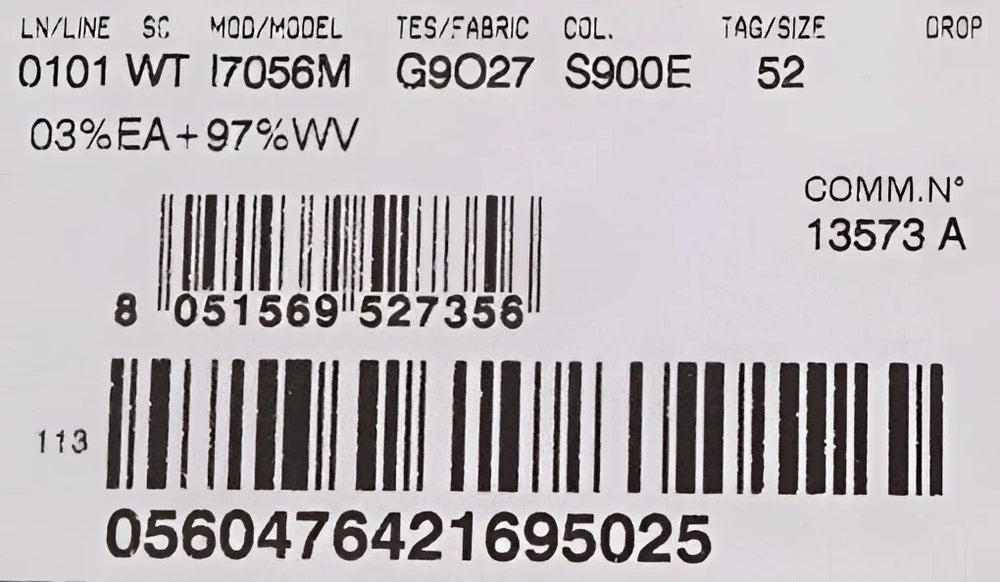 LN/LINE SC MOD/MODEL TES/FABRIC COL. TAG/SIZE DROP
0101 WT I7056M G9O27 S900E 52
03%EA+97%WV
COMM.N°
13573 A
8 051569 527356
113
0560476421695025